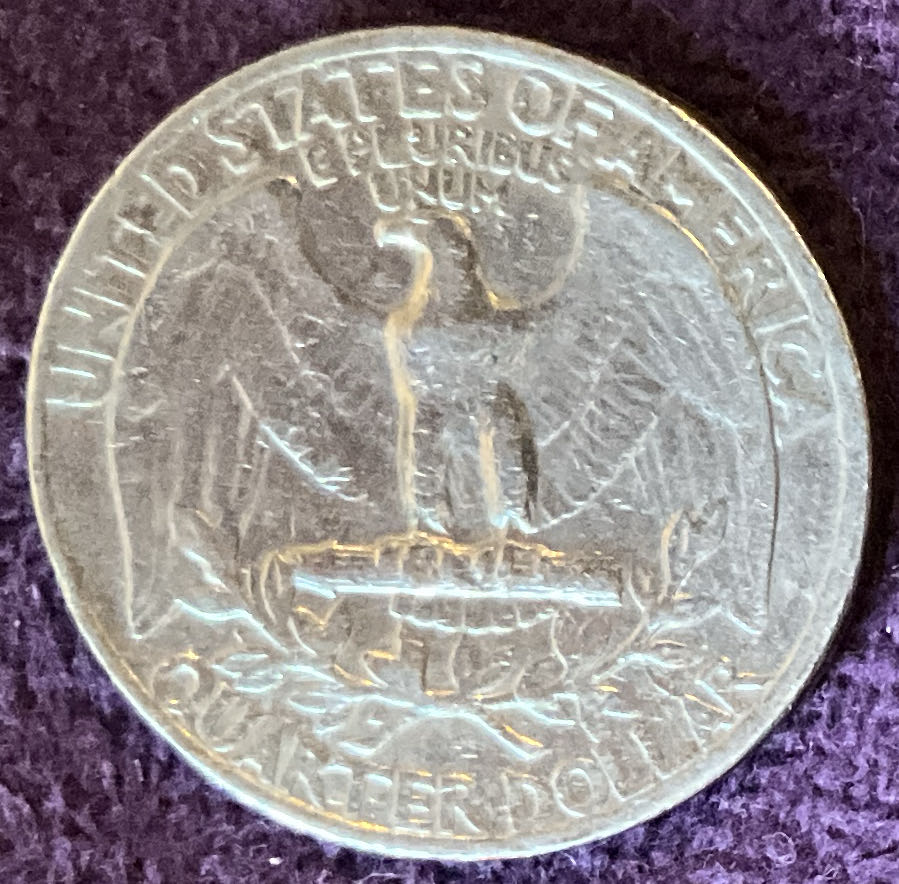 UNITED STATES OF AMERICA
E PLURIBUS
UNUM
QUARTER DOLLAR